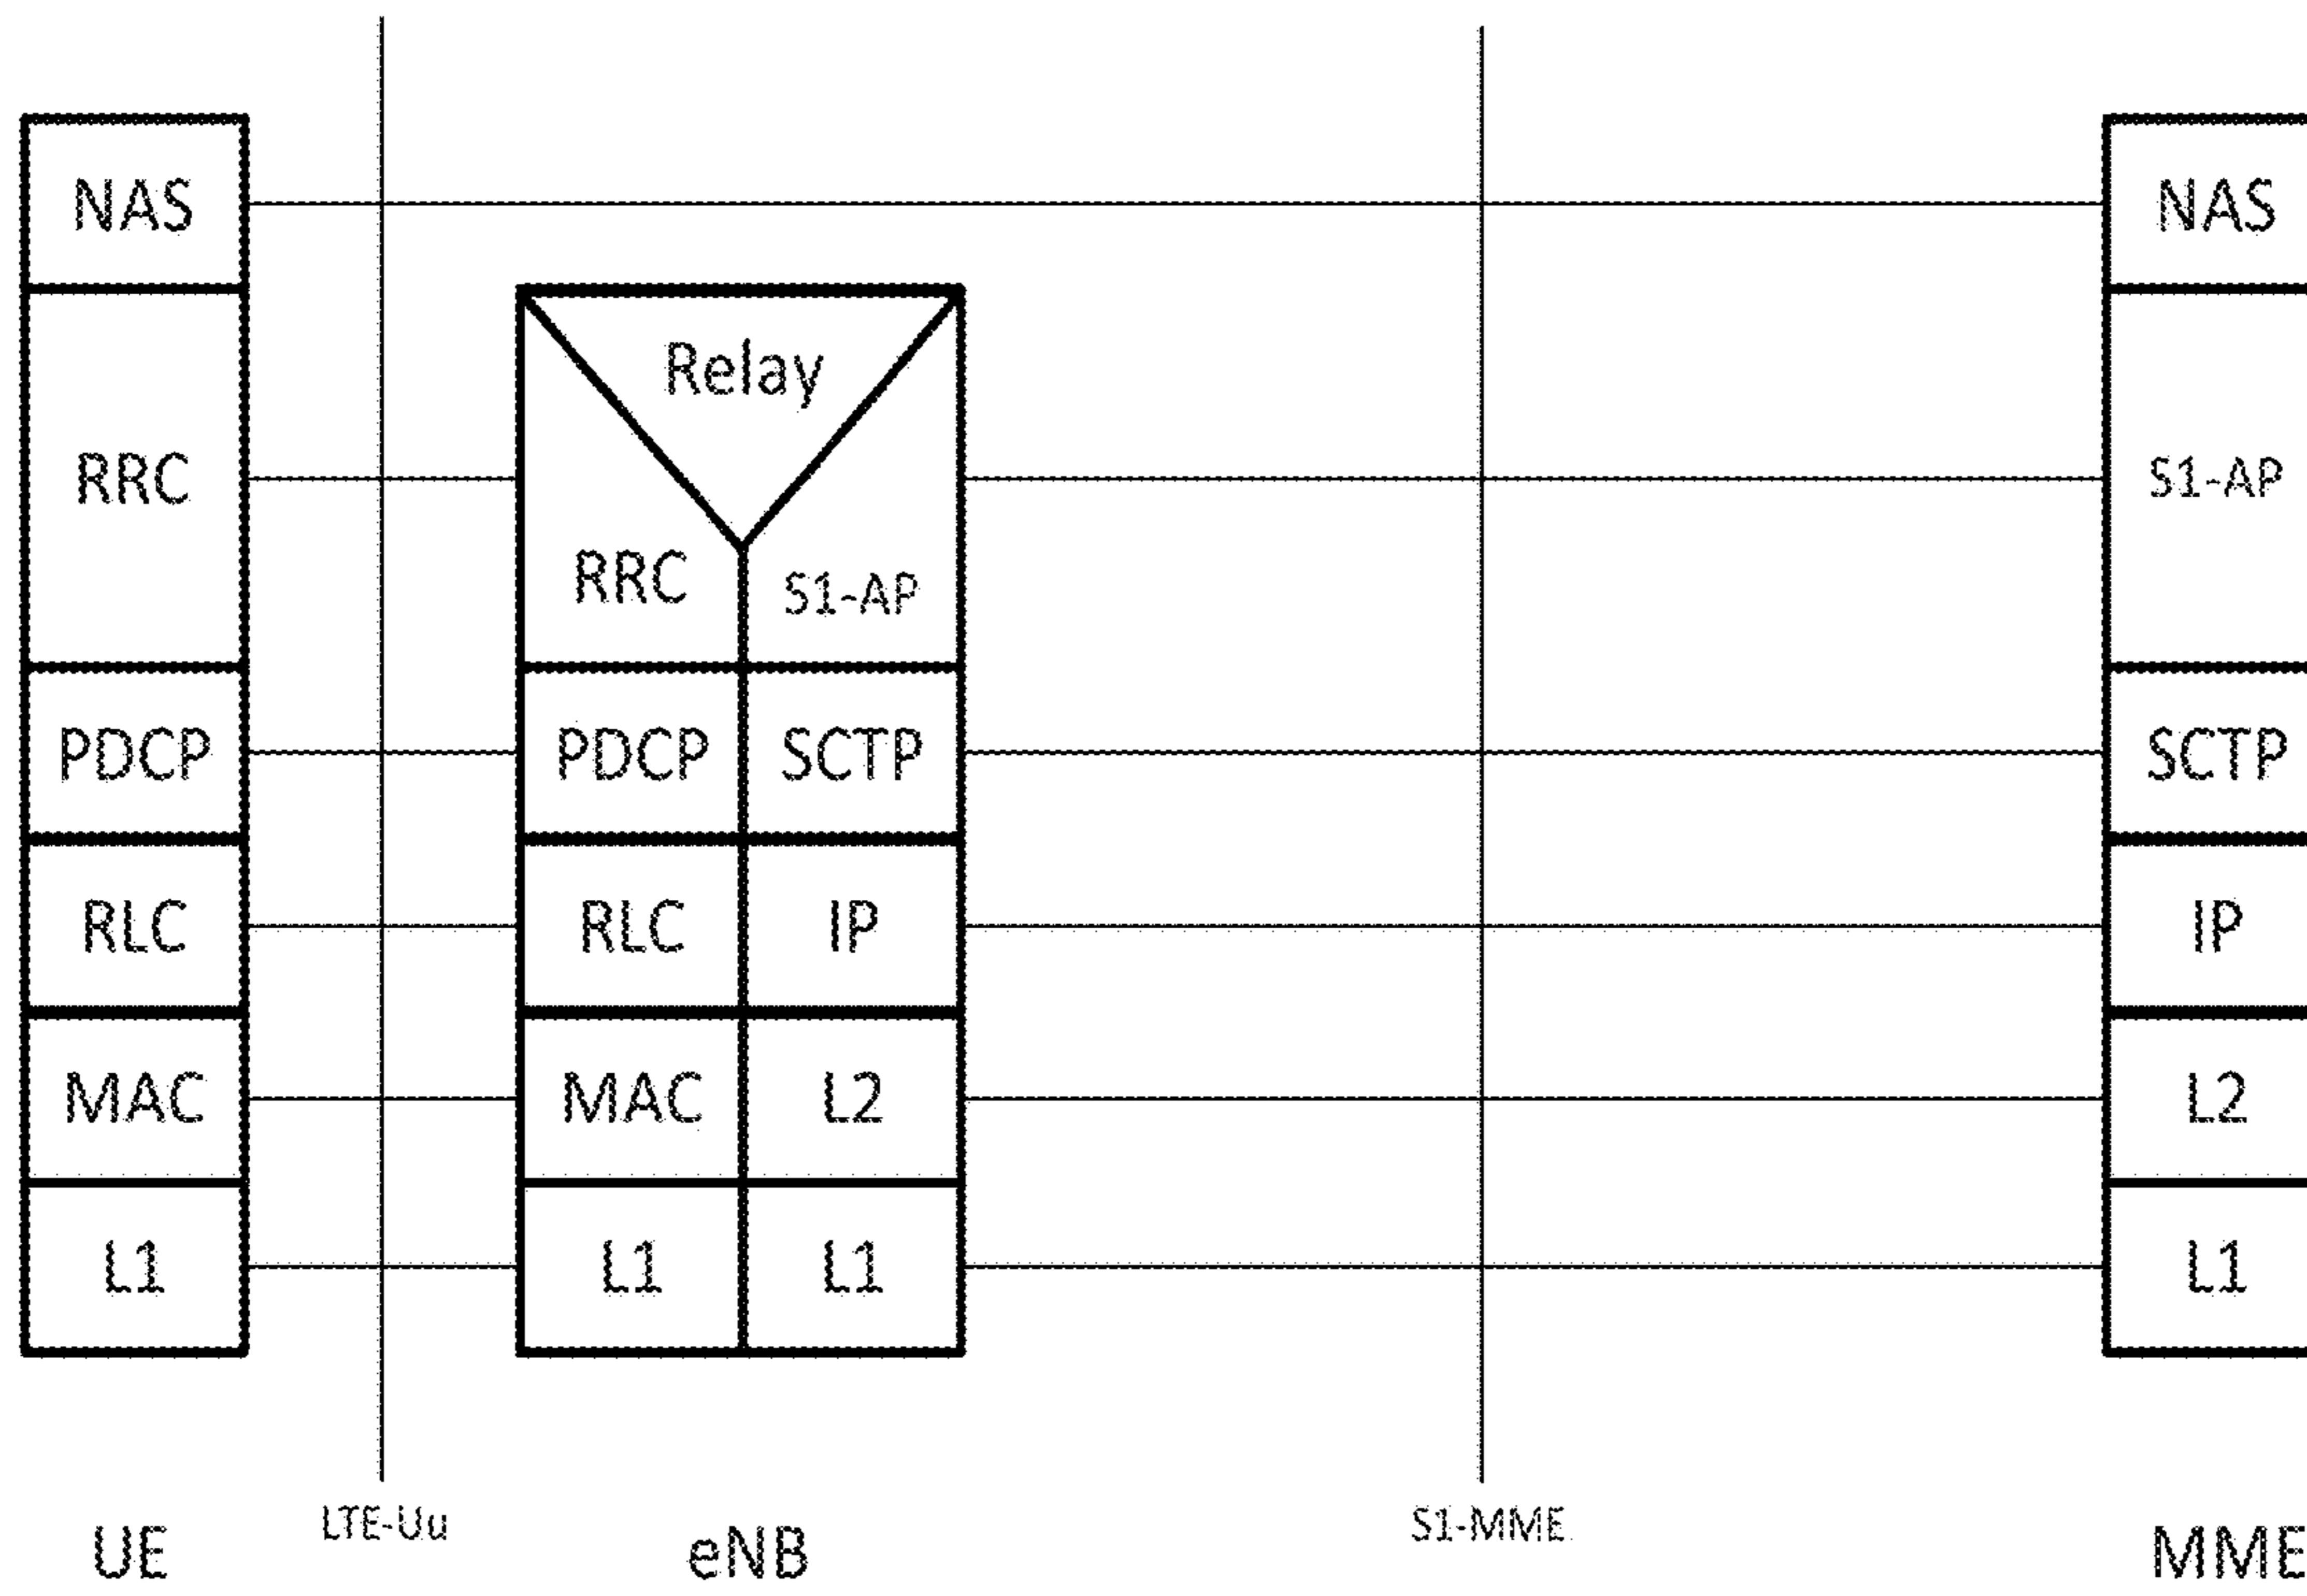 NAS NAS
Relay
RRC S1-AP
RRC S1-AP
PDCP PDCP SCTP SCTP
RLC RLC IP IP
MAC MAC L2 L2
L1 L1 L1 L1
LTE-Uu S1-MME
UE eNB MME